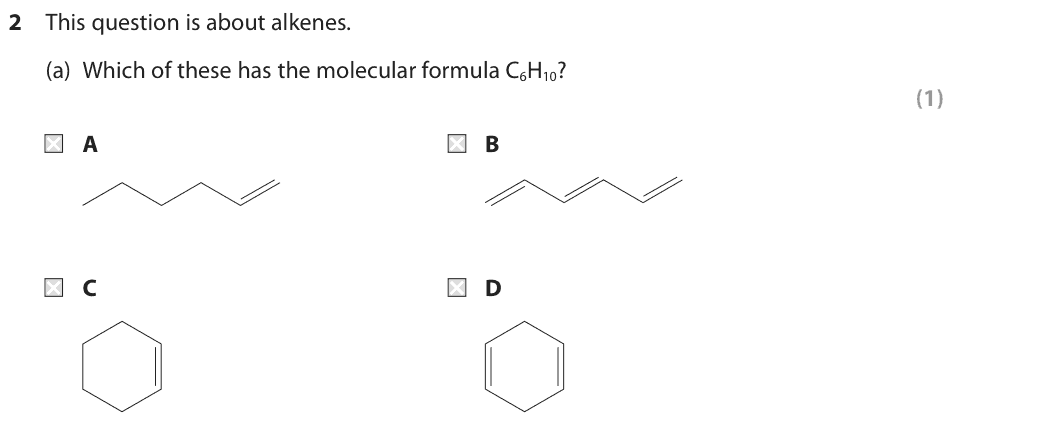 2 This question is about alkenes.
(a) Which of these has the molecular formula C₆H₁₀?
(1)
A B
C D